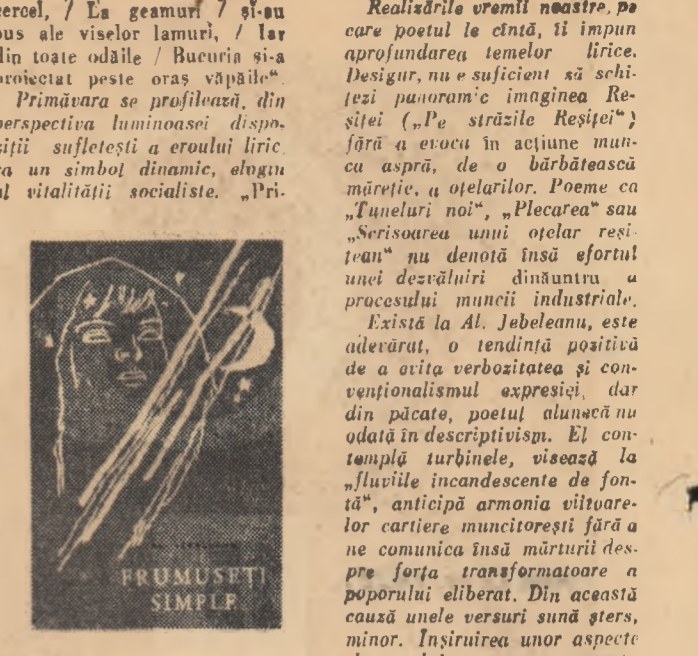 cercel, / La geamuri / și-au
pus ale viselor lamuri, / Iar
din toate odăile / Bucuria și-a
proiectat peste oraș văpăile“.
Primăvara se profilează, din
perspectiva luminoasei dispo-
ziții sufletești a eroului liric
ca un simbol dinamic, elogiu
al vitalității socialiste. „Pri-
FRUMUSEȚI
SIMPLE
Realizările vremii noastre, pe
care poetul le cîntă, îi impun
aprofundarea temelor lirice.
Desigur, nu e suficient să schi-
țezi panoramic imaginea Re-
șiței („Pe străzile Reșiței“)
fără a evoca în acțiune mun-
ca aspră, de o bărbătească
măreție, a oțelarilor. Poeme ca
„Tuneluri noi“, „Plecarea“ sau
„Scrisoarea unui oțelar reși-
țean“ nu denotă însă efortul
unei dezvăluiri dinăuntru a
procesului muncii industriale.
Există la Al. Jebeleanu, este
adevărat, o tendință pozitivă
de a evita verbozitatea și con-
venționalismul expresiei, dar
din păcate, poetul alunecă nu
odată în descriptivism. El con-
templă turbinele, visează la
„fluviile incandescente de fon-
tă“, anticipă armonia viitoare-
lor cartiere muncitorești fără a
ne comunica însă mărturii des-
pre forța transformatoare a
poporului eliberat. Din această
cauză unele versuri sună șters,
minor. Inșiruirea unor aspecte